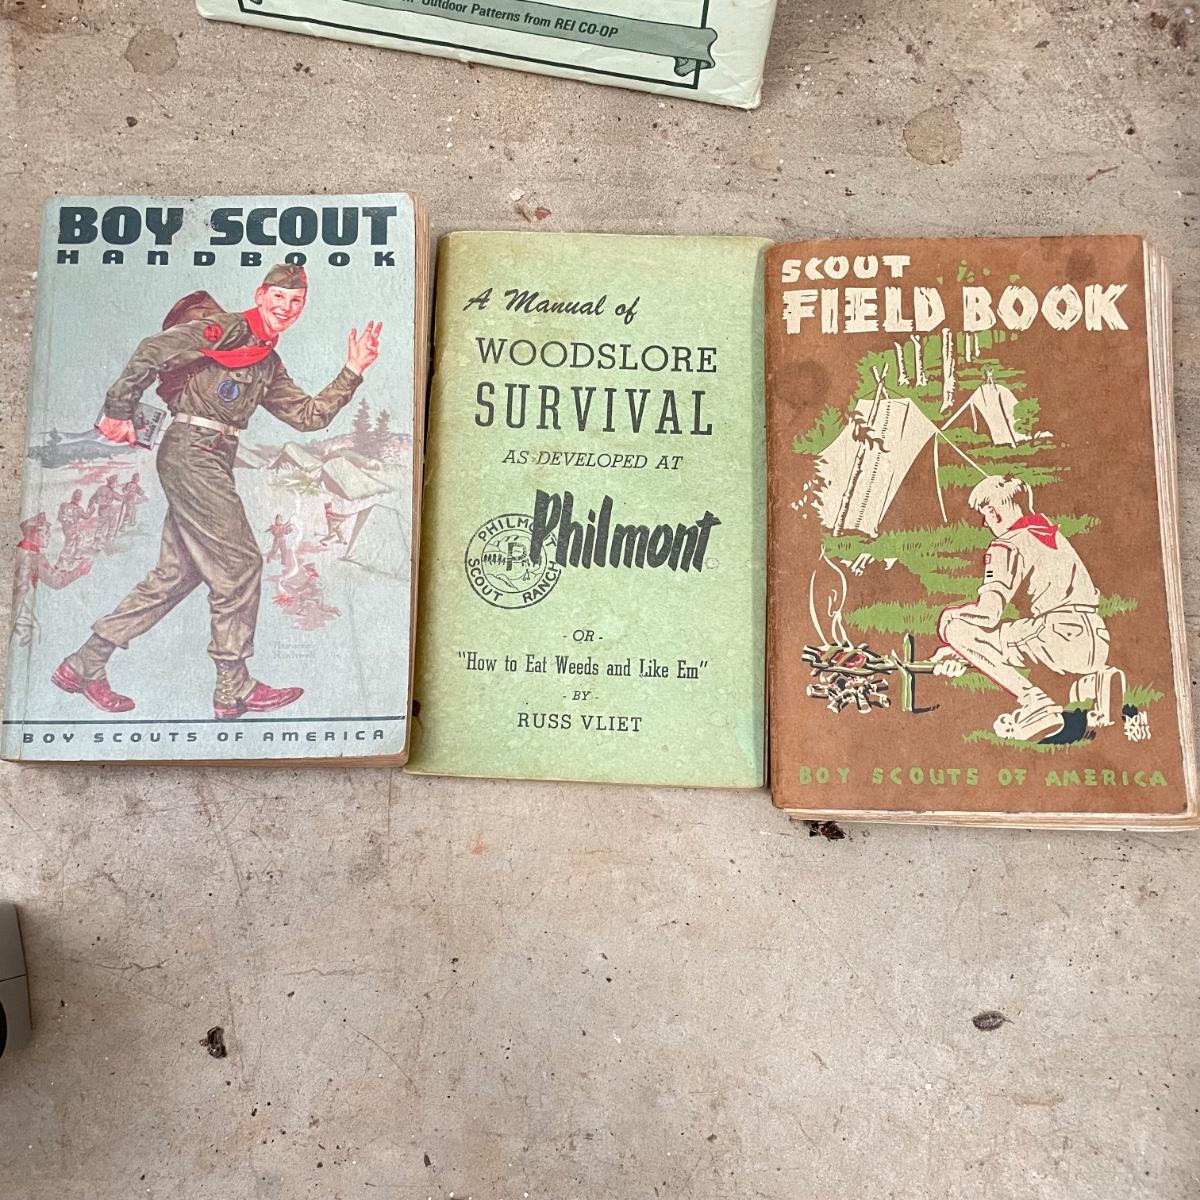 Outdoor Patterns from REI CO-OP
BOY SCOUT
HANDBOOK
BOY SCOUTS OF AMERICA
A Manual of
WOODSLORE
SURVIVAL
AS DEVELOPED AT
Philmont
PHILMONT
SCOUT RANCH
- OR -
"How to Eat Weeds and Like Em"
- BY -
RUSS VLIET
SCOUT
FIELD BOOK
DON
RUSS
BOY SCOUTS OF AMERICA